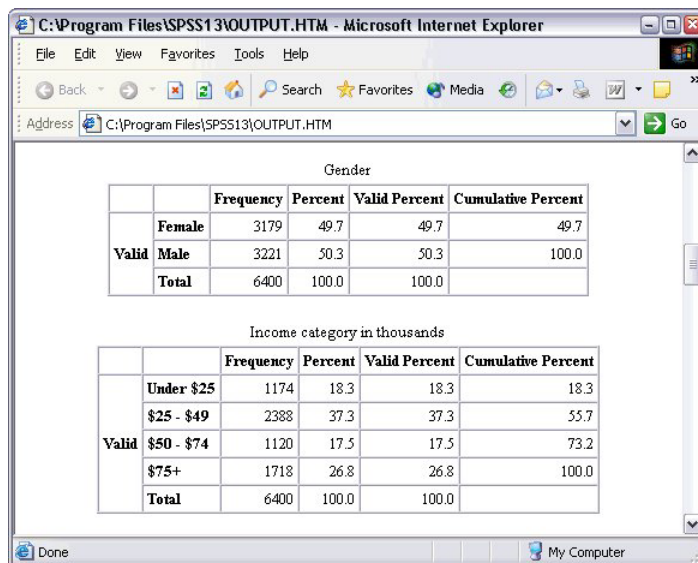 C:\Program Files\SPSS13\OUTPUT.HTM - Microsoft Internet Explorer
File Edit View Favorites Tools Help
Back Search Favorites Media W »
Address C:\Program Files\SPSS13\OUTPUT.HTM Go
Gender
Frequency Percent Valid Percent Cumulative Percent
Female 3179 49.7 49.7 49.7
Valid Male 3221 50.3 50.3 100.0
Total 6400 100.0 100.0
Income category in thousands
Frequency Percent Valid Percent Cumulative Percent
Under $25 1174 18.3 18.3 18.3
$25 - $49 2388 37.3 37.3 55.7
Valid $50 - $74 1120 17.5 17.5 73.2
$75+ 1718 26.8 26.8 100.0
Total 6400 100.0 100.0
Done My Computer